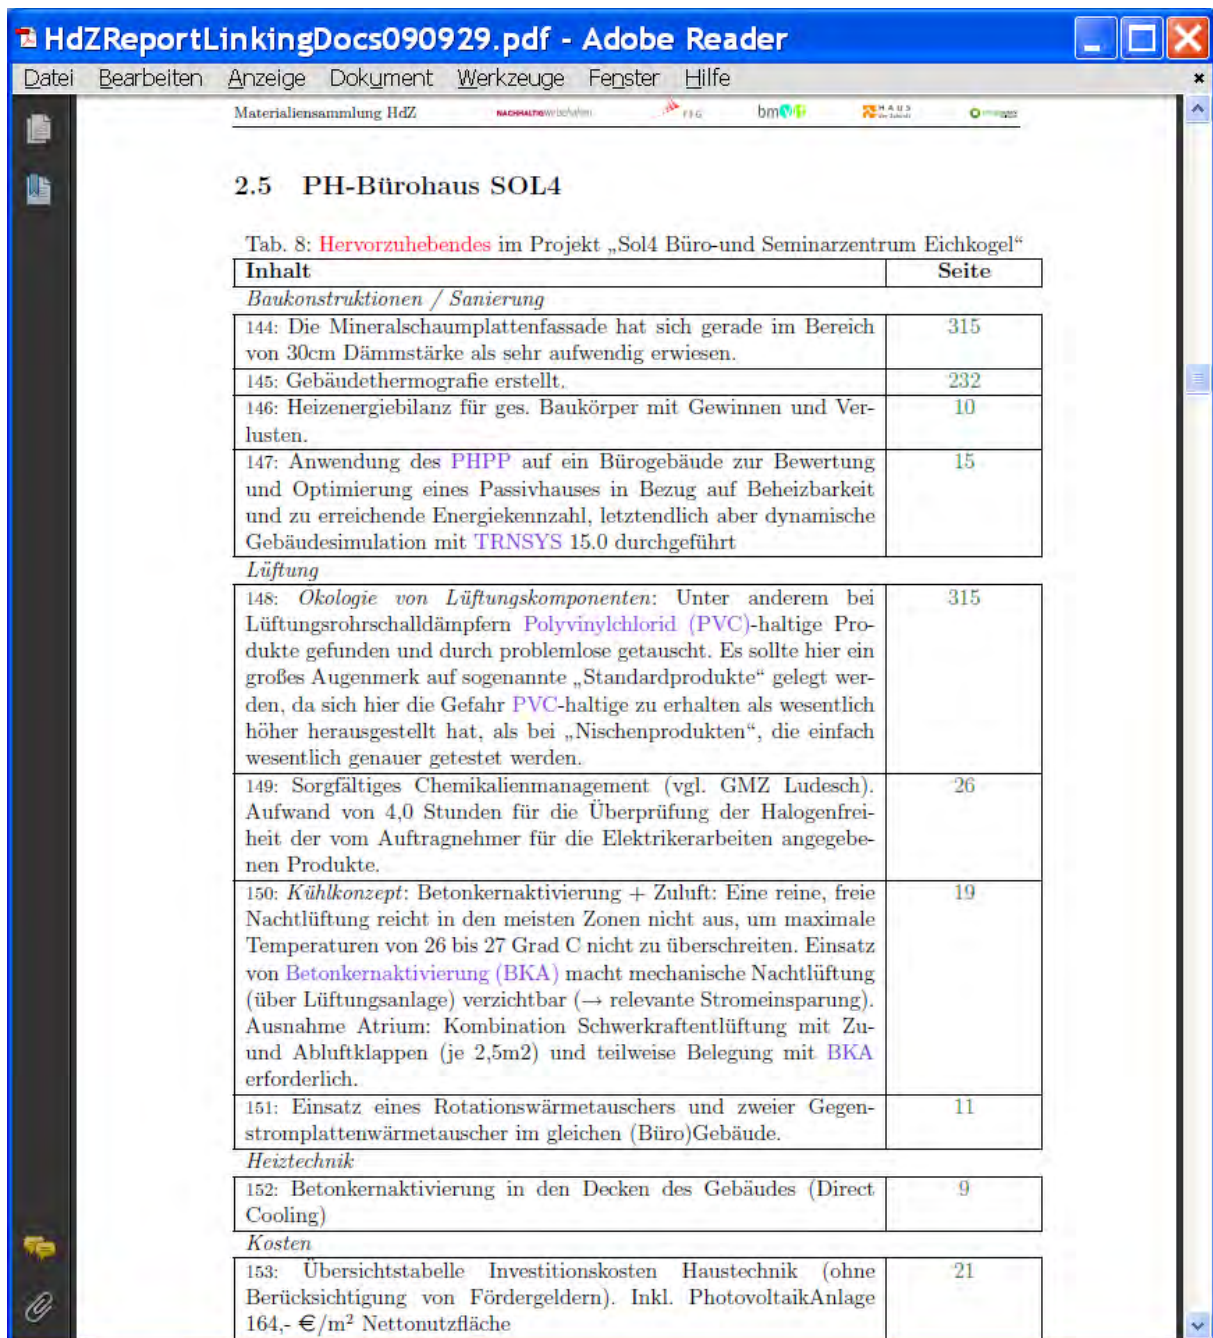 HdZReportLinkingDocs090929.pdf - Adobe Reader
Datei Bearbeiten Anzeige Dokument Werkzeuge Fenster Hilfe
Materialiensammlung HdZ NACHHALTIGwirtschaften FFG bmvit HAUS der Zukunft
2.5 PH-Bürohaus SOL4
Tab. 8: Hervorzuhebendes im Projekt „Sol4 Büro-und Seminarzentrum Eichkogel“
Inhalt Seite
Baukonstruktionen / Sanierung
144: Die Mineralschaumplattenfassade hat sich gerade im Bereich 315
von 30cm Dämmstärke als sehr aufwendig erwiesen.
145: Gebäudethermografie erstellt. 232
146: Heizenergiebilanz für ges. Baukörper mit Gewinnen und Ver- 10
lusten.
147: Anwendung des PHPP auf ein Bürogebäude zur Bewertung 15
und Optimierung eines Passivhauses in Bezug auf Beheizbarkeit
und zu erreichende Energiekennzahl, letztendlich aber dynamische
Gebäudesimulation mit TRNSYS 15.0 durchgeführt
Lüftung
148: Ökologie von Lüftungskomponenten: Unter anderem bei 315
Lüftungsrohrschalldämpfern Polyvinylchlorid (PVC)-haltige Pro-
dukte gefunden und durch problemlose getauscht. Es sollte hier ein
großes Augenmerk auf sogenannte „Standardprodukte“ gelegt wer-
den, da sich hier die Gefahr PVC-haltige zu erhalten als wesentlich
höher herausgestellt hat, als bei „Nischenprodukten“, die einfach
wesentlich genauer getestet werden.
149: Sorgfältiges Chemikalienmanagement (vgl. GMZ Ludesch). 26
Aufwand von 4,0 Stunden für die Überprüfung der Halogenfrei-
heit der vom Auftragnehmer für die Elektrikerarbeiten angegebe-
nen Produkte.
150: Kühlkonzept: Betonkernaktivierung + Zuluft: Eine reine, freie 19
Nachtlüftung reicht in den meisten Zonen nicht aus, um maximale
Temperaturen von 26 bis 27 Grad C nicht zu überschreiten. Einsatz
von Betonkernaktivierung (BKA) macht mechanische Nachtlüftung
(über Lüftungsanlage) verzichtbar (→ relevante Stromeinsparung).
Ausnahme Atrium: Kombination Schwerkraftentlüftung mit Zu-
und Abluftklappen (je 2,5m2) und teilweise Belegung mit BKA
erforderlich.
151: Einsatz eines Rotationswärmetauschers und zweier Gegen- 11
stromplattenwärmetauscher im gleichen (Büro)Gebäude.
Heiztechnik
152: Betonkernaktivierung in den Decken des Gebäudes (Direct 9
Cooling)
Kosten
153: Übersichtstabelle Investitionskosten Haustechnik (ohne 21
Berücksichtigung von Fördergeldern). Inkl. PhotovoltaikAnlage
164,- €/m² Nettonutzfläche